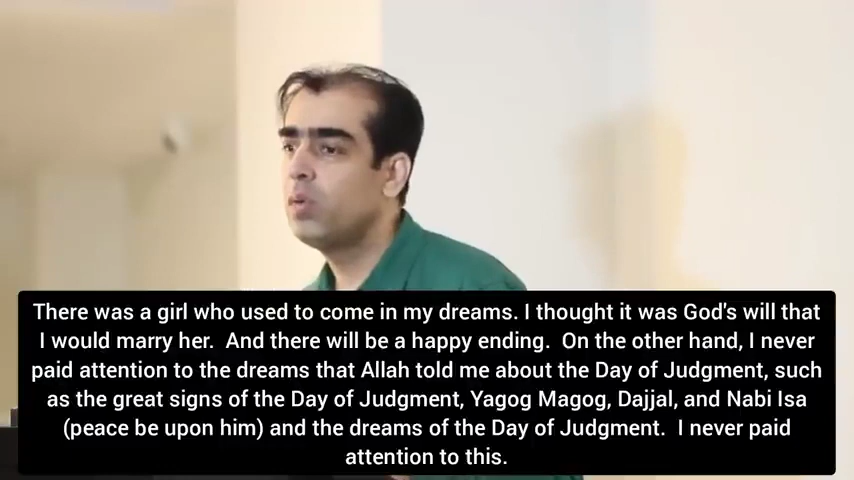 There was a girl who used to come in my dreams. I thought it was God's will that
I would marry her.  And there will be a happy ending.  On the other hand, I never
paid attention to the dreams that Allah told me about the Day of Judgment, such
as the great signs of the Day of Judgment, Yagog Magog, Dajjal, and Nabi Isa
(peace be upon him) and the dreams of the Day of Judgment.  I never paid
attention to this.